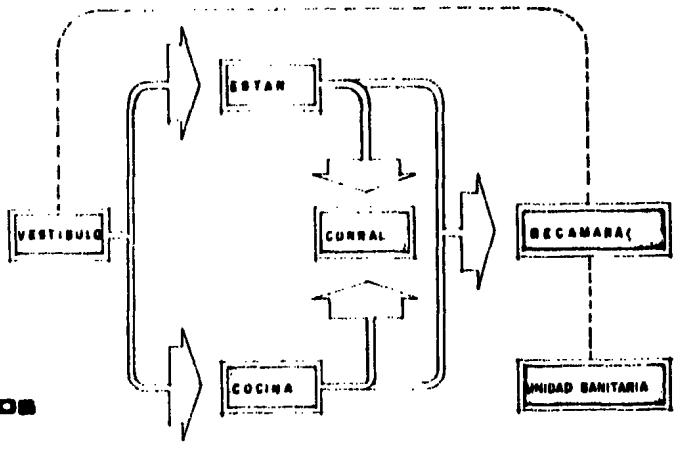 ESTAR
VESTIBULO
CORRAL
RECAMARA(
COCINA
UNIDAD SANITARIA